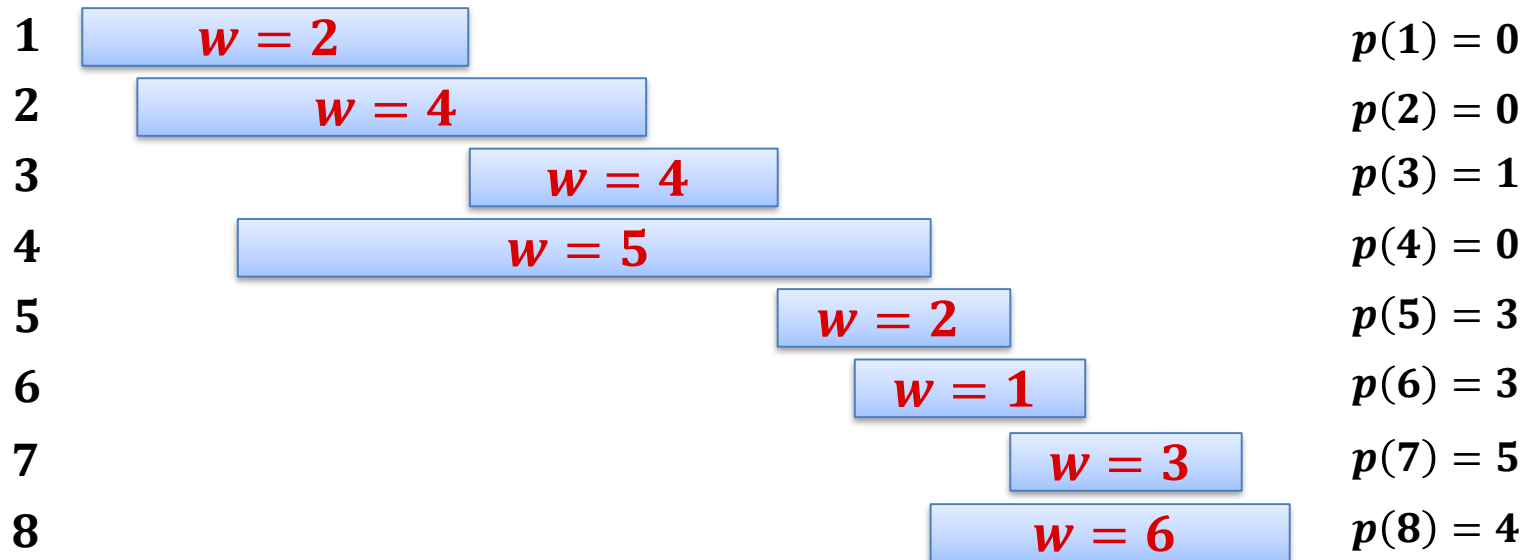 1 w = 2 p(1) = 0
2 w = 4 p(2) = 0
3 w = 4 p(3) = 1
4 w = 5 p(4) = 0
5 w = 2 p(5) = 3
6 w = 1 p(6) = 3
7 w = 3 p(7) = 5
8 w = 6 p(8) = 4